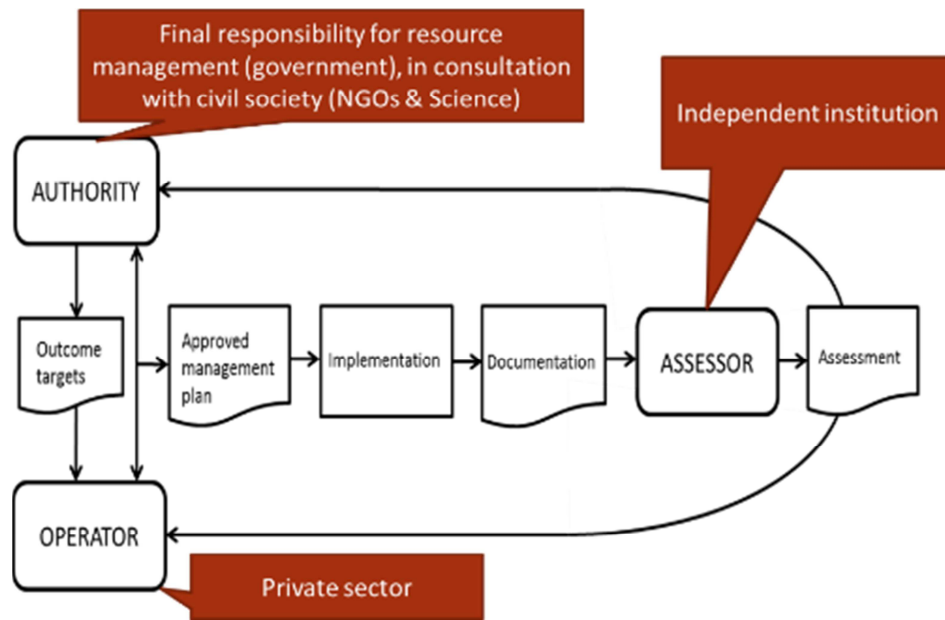 Final responsibility for resource
management (government), in consultation
with civil society (NGOs & Science)
Independent institution
AUTHORITY
Outcome
targets
Approved
management
plan
Implementation
Documentation
ASSESSOR
Assessment
OPERATOR
Private sector